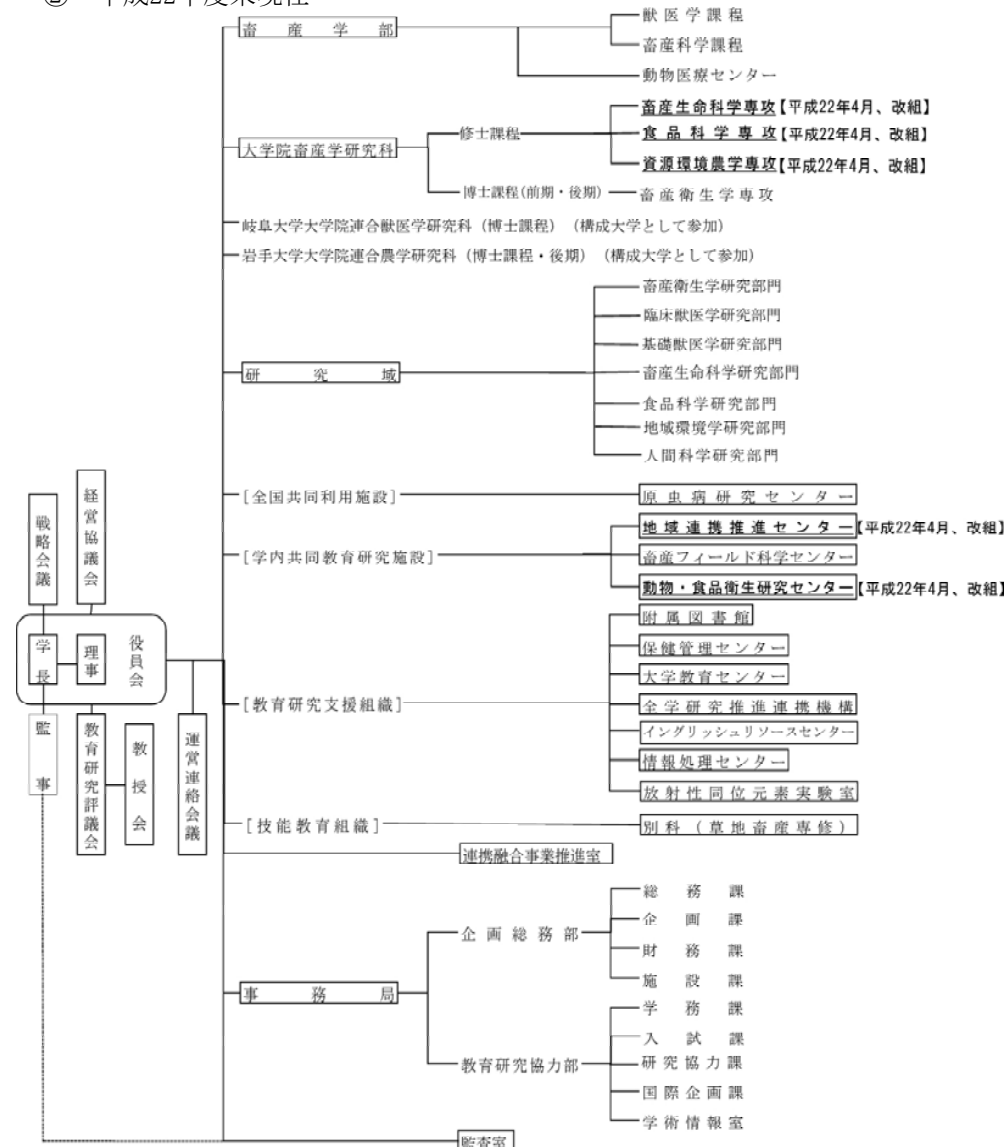 ② 平成22年度末現在
畜産学部
獣医学課程
畜産科学課程
動物医療センター
大学院畜産学研究科
修士課程
畜産生命科学専攻【平成22年4月、改組】
食品科学専攻【平成22年4月、改組】
資源環境農学専攻【平成22年4月、改組】
博士課程(前期・後期)
畜産衛生学専攻
岐阜大学大学院連合獣医学研究科(博士課程)(構成大学として参加)
岩手大学大学院連合農学研究科(博士課程・後期)(構成大学として参加)
研究域
畜産衛生学研究部門
臨床獣医学研究部門
基礎獣医学研究部門
畜産生命科学研究部門
食品科学研究部門
地域環境学研究部門
人間科学研究部門
[全国共同利用施設]
原虫病研究センター
[学内共同教育研究施設]
地域連携推進センター【平成22年4月、改組】
畜産フィールド科学センター
動物・食品衛生研究センター【平成22年4月、改組】
戦略会議
経営協議会
学長
理事
役員会
監事
教育研究評議会
教授会
運営連絡会議
[教育研究支援組織]
附属図書館
保健管理センター
大学教育センター
全学研究推進連携機構
イングリッシュリソースセンター
情報処理センター
放射性同位元素実験室
[技能教育組織]
別科(草地畜産専修)
連携融合事業推進室
事務局
企画総務部
総務課
企画課
財務課
施設課
教育研究協力部
学務課
入試課
研究協力課
国際企画課
学術情報室
監査室